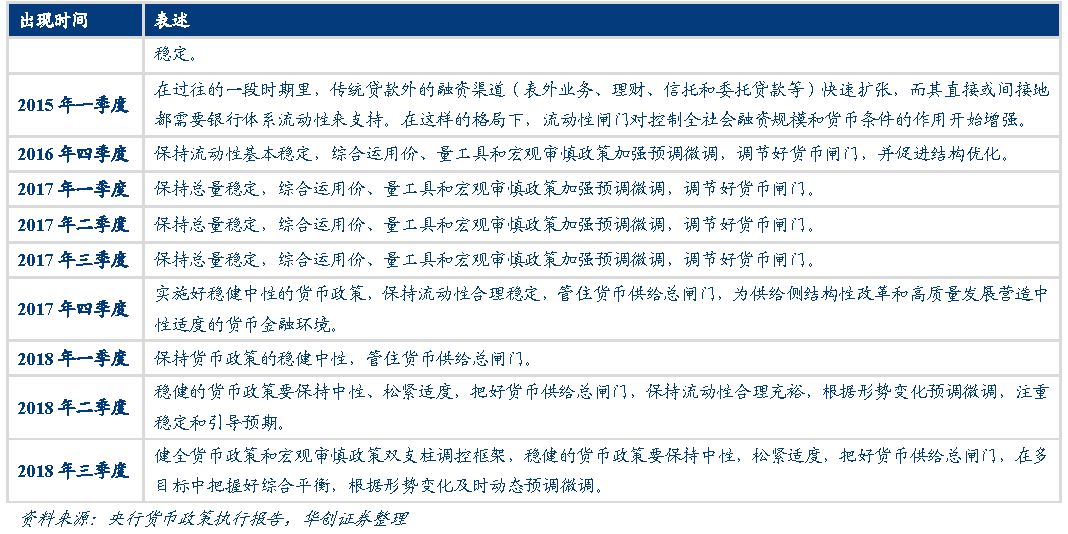 出现时间 表述
稳定。
2015 年一季度 在过往的一段时期里，传统贷款外的融资渠道（表外业务、理财、信托和委托贷款等）快速扩张，而其直接或间接地
都需要银行体系流动性来支持。在这样的格局下，流动性闸门对控制全社会融资规模和货币条件的作用开始增强。
2016 年四季度 保持流动性基本稳定，综合运用价、量工具和宏观审慎政策加强预调微调，调节好货币闸门，并促进结构优化。
2017 年一季度 保持总量稳定，综合运用价、量工具和宏观审慎政策加强预调微调，调节好货币闸门。
2017 年二季度 保持总量稳定，综合运用价、量工具和宏观审慎政策加强预调微调，调节好货币闸门。
2017 年三季度 保持总量稳定，综合运用价、量工具和宏观审慎政策加强预调微调，调节好货币闸门。
2017 年四季度 实施好稳健中性的货币政策，保持流动性合理稳定，管住货币供给总闸门，为供给侧结构性改革和高质量发展营造中
性适度的货币金融环境。
2018 年一季度 保持货币政策的稳健中性，管住货币供给总闸门。
2018 年二季度 稳健的货币政策要保持中性、松紧适度，把好货币供给总闸门，保持流动性合理充裕，根据形势变化预调微调，注重
稳定和引导预期。
2018 年三季度 健全货币政策和宏观审慎政策双支柱调控框架，稳健的货币政策要保持中性，松紧适度，把好货币供给总闸门，在多
目标中把握好综合平衡，根据形势变化及时动态预调微调。
资料来源：央行货币政策执行报告，华创证券整理